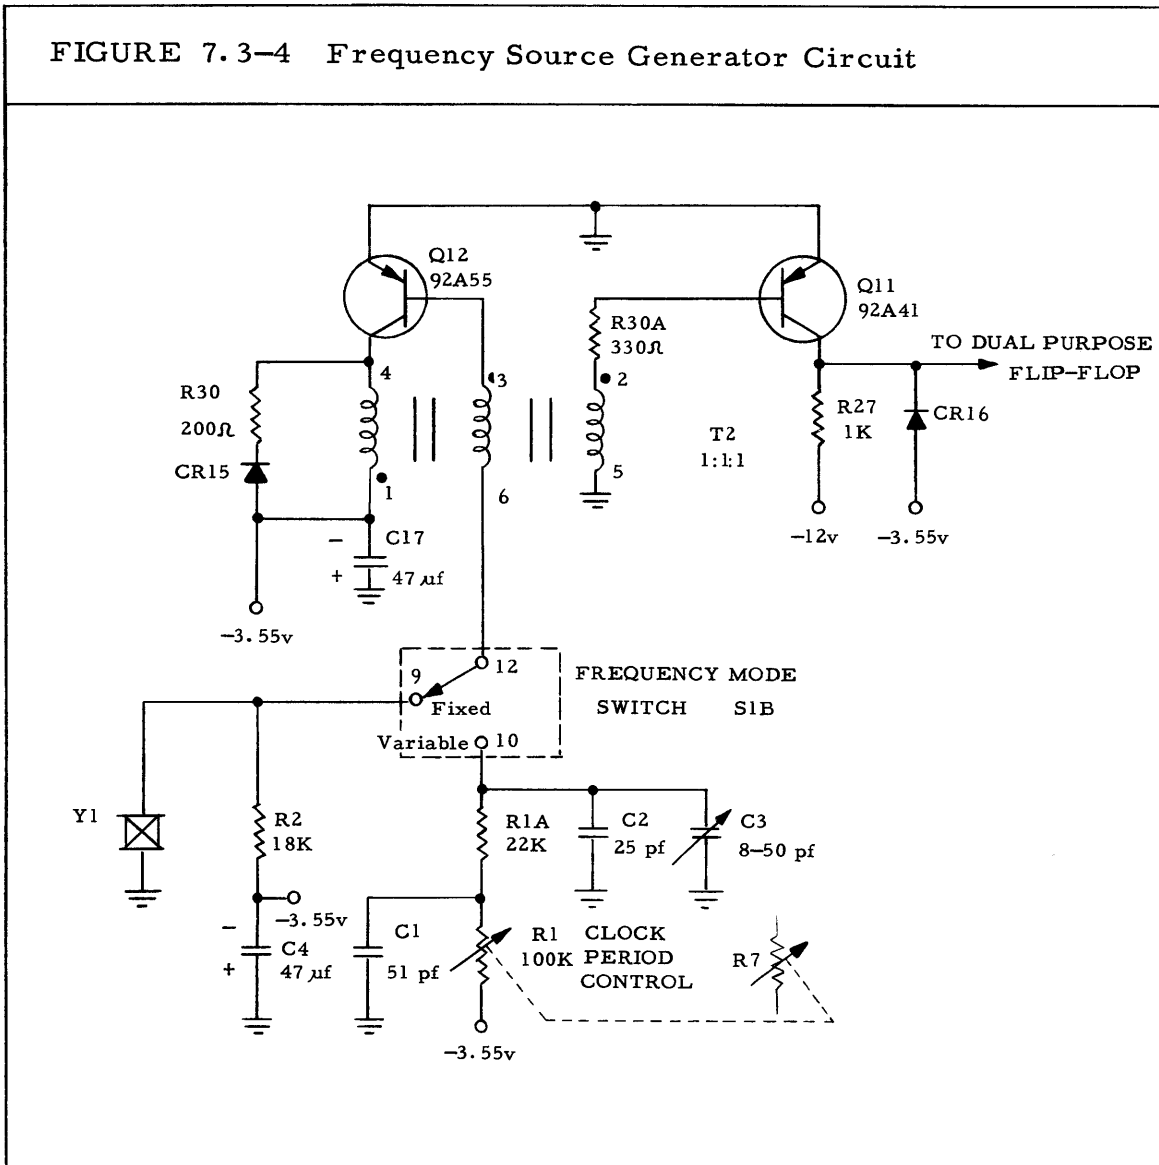 FIGURE 7.3-4 Frequency Source Generator Circuit
Q12
92A55
Q11
92A41
R30A
330Ω
TO DUAL PURPOSE
FLIP-FLOP
4
3
2
R30
200Ω
R27
1K
CR16
T2
1:1:1
CR15
1
6
5
- C17
+ 47 µf
-12v
-3.55v
-3.55v
9
12
FREQUENCY MODE
SWITCH S1B
Fixed
Variable
10
Y1
R2
18K
R1A
22K
C2
25 pf
C3
8-50 pf
-3.55v
- C4
+ 47 µf
C1
51 pf
R1 CLOCK
100K PERIOD
CONTROL
R7
-3.55v